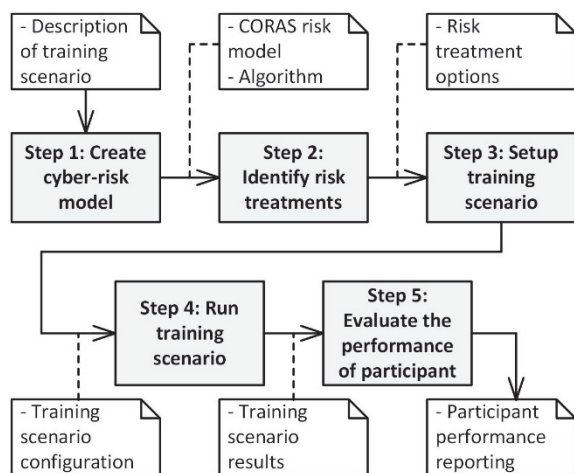 - Description
of training
scenario
- CORAS risk
model
- Algorithm
- Risk
treatment
options
Step 1: Create
cyber-risk
model
Step 2:
Identify risk
treatments
Step 3: Setup
training
scenario
Step 4: Run
training
scenario
Step 5:
Evaluate the
performance
of participant
- Training
scenario
configuration
- Training
scenario
results
- Participant
performance
reporting